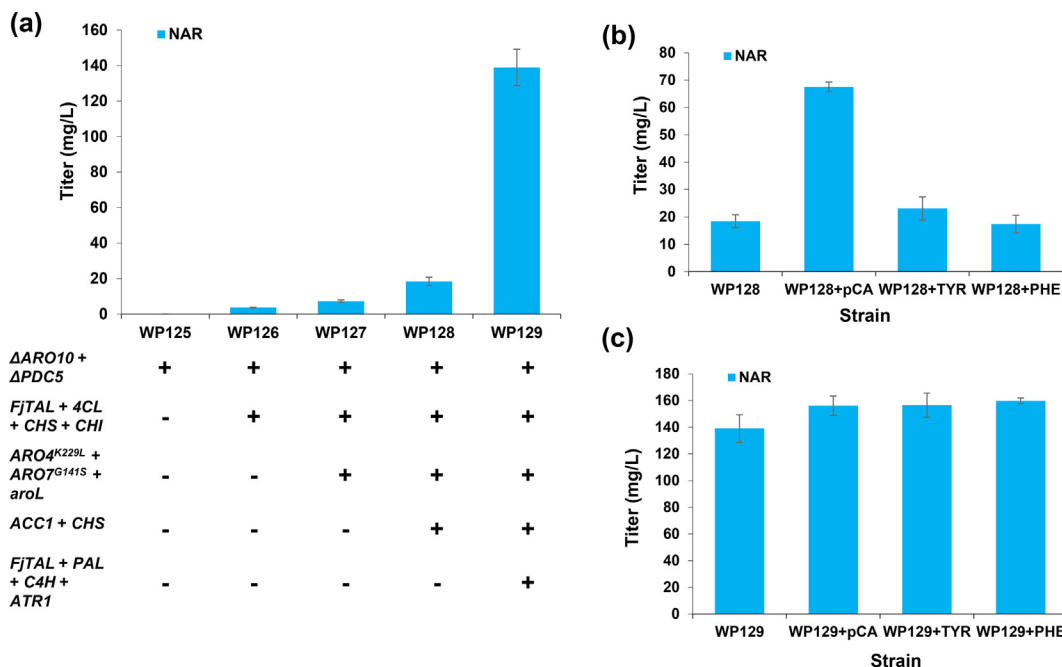 (a)
NAR
160
140
120
100
80
60
40
20
0
Titer (mg/L)
WP125 WP126 WP127 WP128 WP129
ΔARO10 +
ΔPDC5
+ + + + +
FjTAL + 4CL
+ CHS + CHI
- + + + +
ARO4K229L +
ARO7G141S +
aroL
- - + + +
ACC1 + CHS
- - - + +
FjTAL + PAL
+ C4H +
ATR1
- - - - +
(b)
NAR
80
70
60
50
40
30
20
10
0
Titer (mg/L)
WP128 WP128+pCA WP128+TYR WP128+PHE
Strain
(c)
NAR
180
160
140
120
100
80
60
40
20
0
Titer (mg/L)
WP129 WP129+pCA WP129+TYR WP129+PHE
Strain